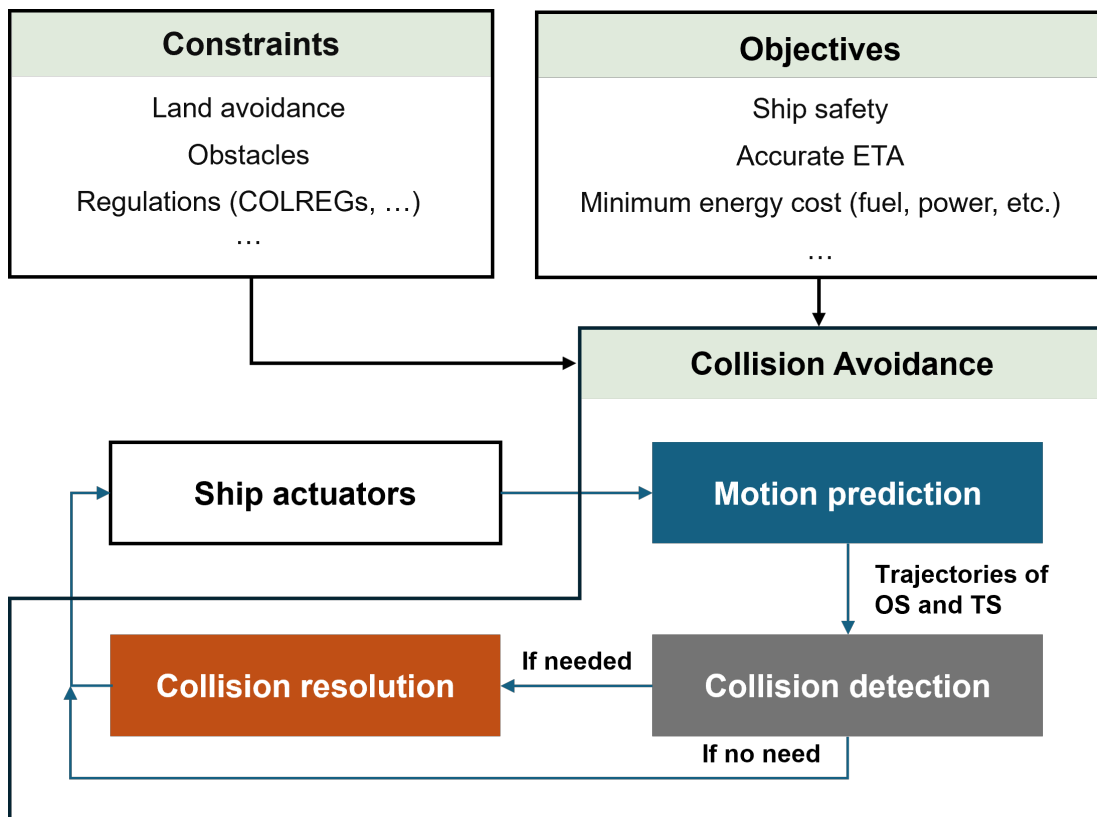 Constraints
Land avoidance
Obstacles
Regulations (COLREGs, …)
…
Objectives
Ship safety
Accurate ETA
Minimum energy cost (fuel, power, etc.)
…
Collision Avoidance
Ship actuators
Motion prediction
Trajectories of
OS and TS
Collision resolution
If needed
Collision detection
If no need